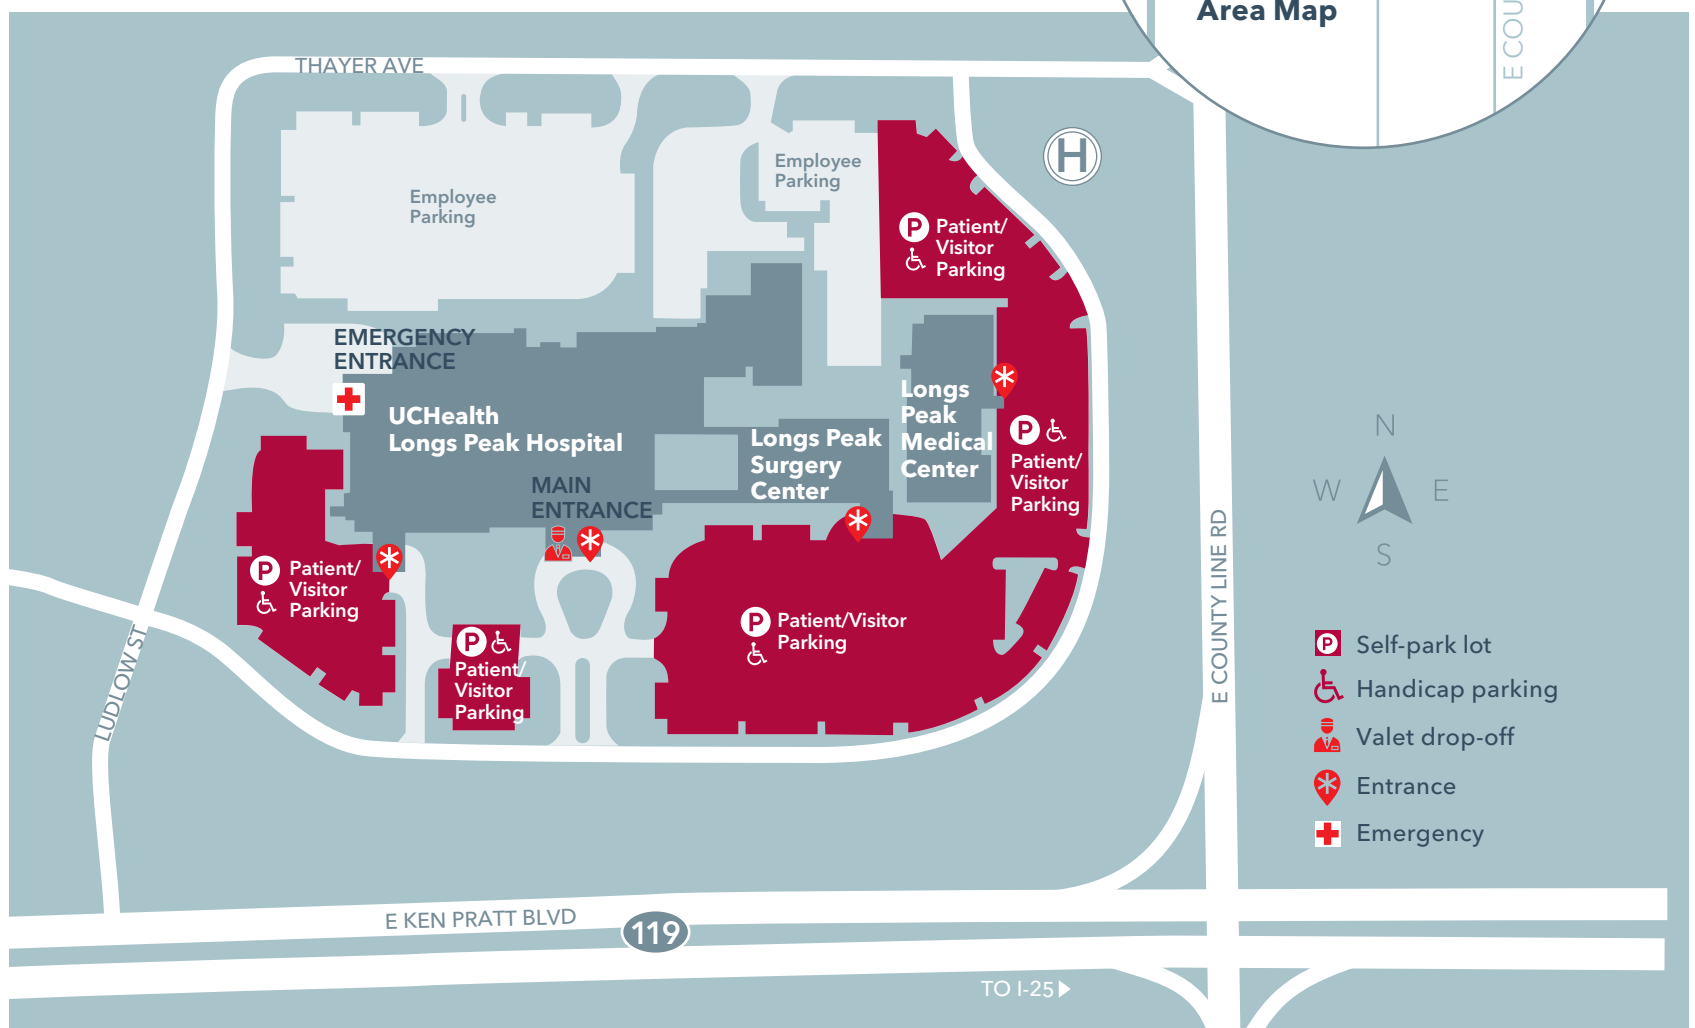 Area Map
E COU
THAYER AVE
H
Employee
Parking
Employee
Parking
P Patient/
Visitor
Parking
EMERGENCY
ENTRANCE
UCHealth
Longs Peak Hospital
Longs Peak
Surgery
Center
Longs
Peak
Medical
Center
P
Patient/
Visitor
Parking
MAIN
ENTRANCE
P Patient/
Visitor
Parking
P
Patient/
Visitor
Parking
P Patient/Visitor
Parking
N
W E
S
LUDLOW ST
E COUNTY LINE RD
P Self-park lot
Handicap parking
Valet drop-off
Entrance
Emergency
E KEN PRATT BLVD
119
TO I-25